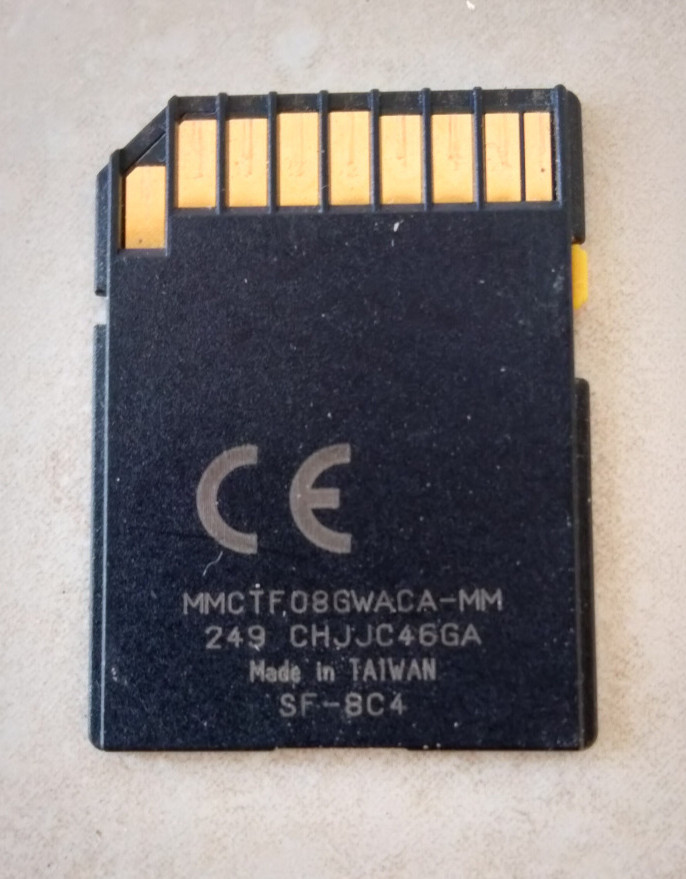 CE
MMCTF08GWACA-MM
249 CHJJC46GA
Made in TAIWAN
SF-8C4